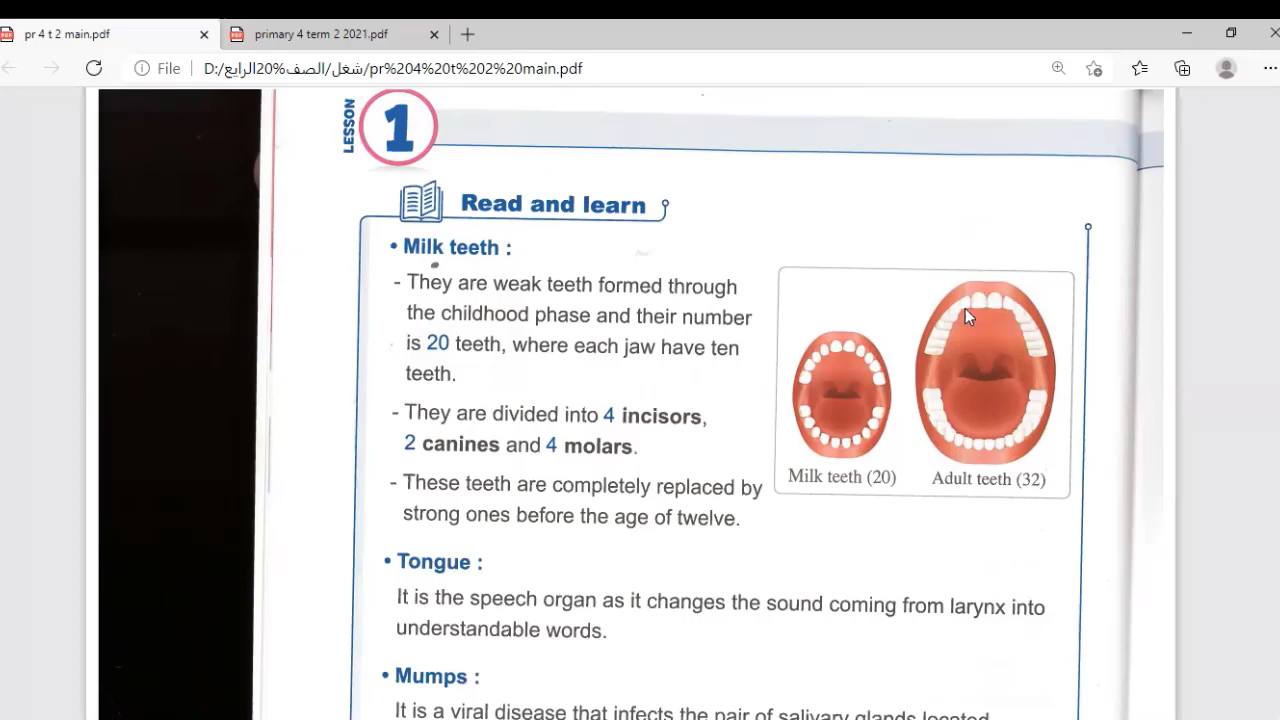 pr 4 t 2 main.pdf
primary 4 term 2 2021.pdf
File
D:/شغل/الصف%20الرابع/pr%204%20t%202%20main.pdf
LESSON
1
Read and learn
• Milk teeth :
- They are weak teeth formed through
the childhood phase and their number
is 20 teeth, where each jaw have ten
teeth.
- They are divided into 4 incisors,
2 canines and 4 molars.
- These teeth are completely replaced by
strong ones before the age of twelve.
Milk teeth (20)
Adult teeth (32)
• Tongue :
It is the speech organ as it changes the sound coming from larynx into
understandable words.
• Mumps :
It is a viral disease that infects the pair of salivary glands located